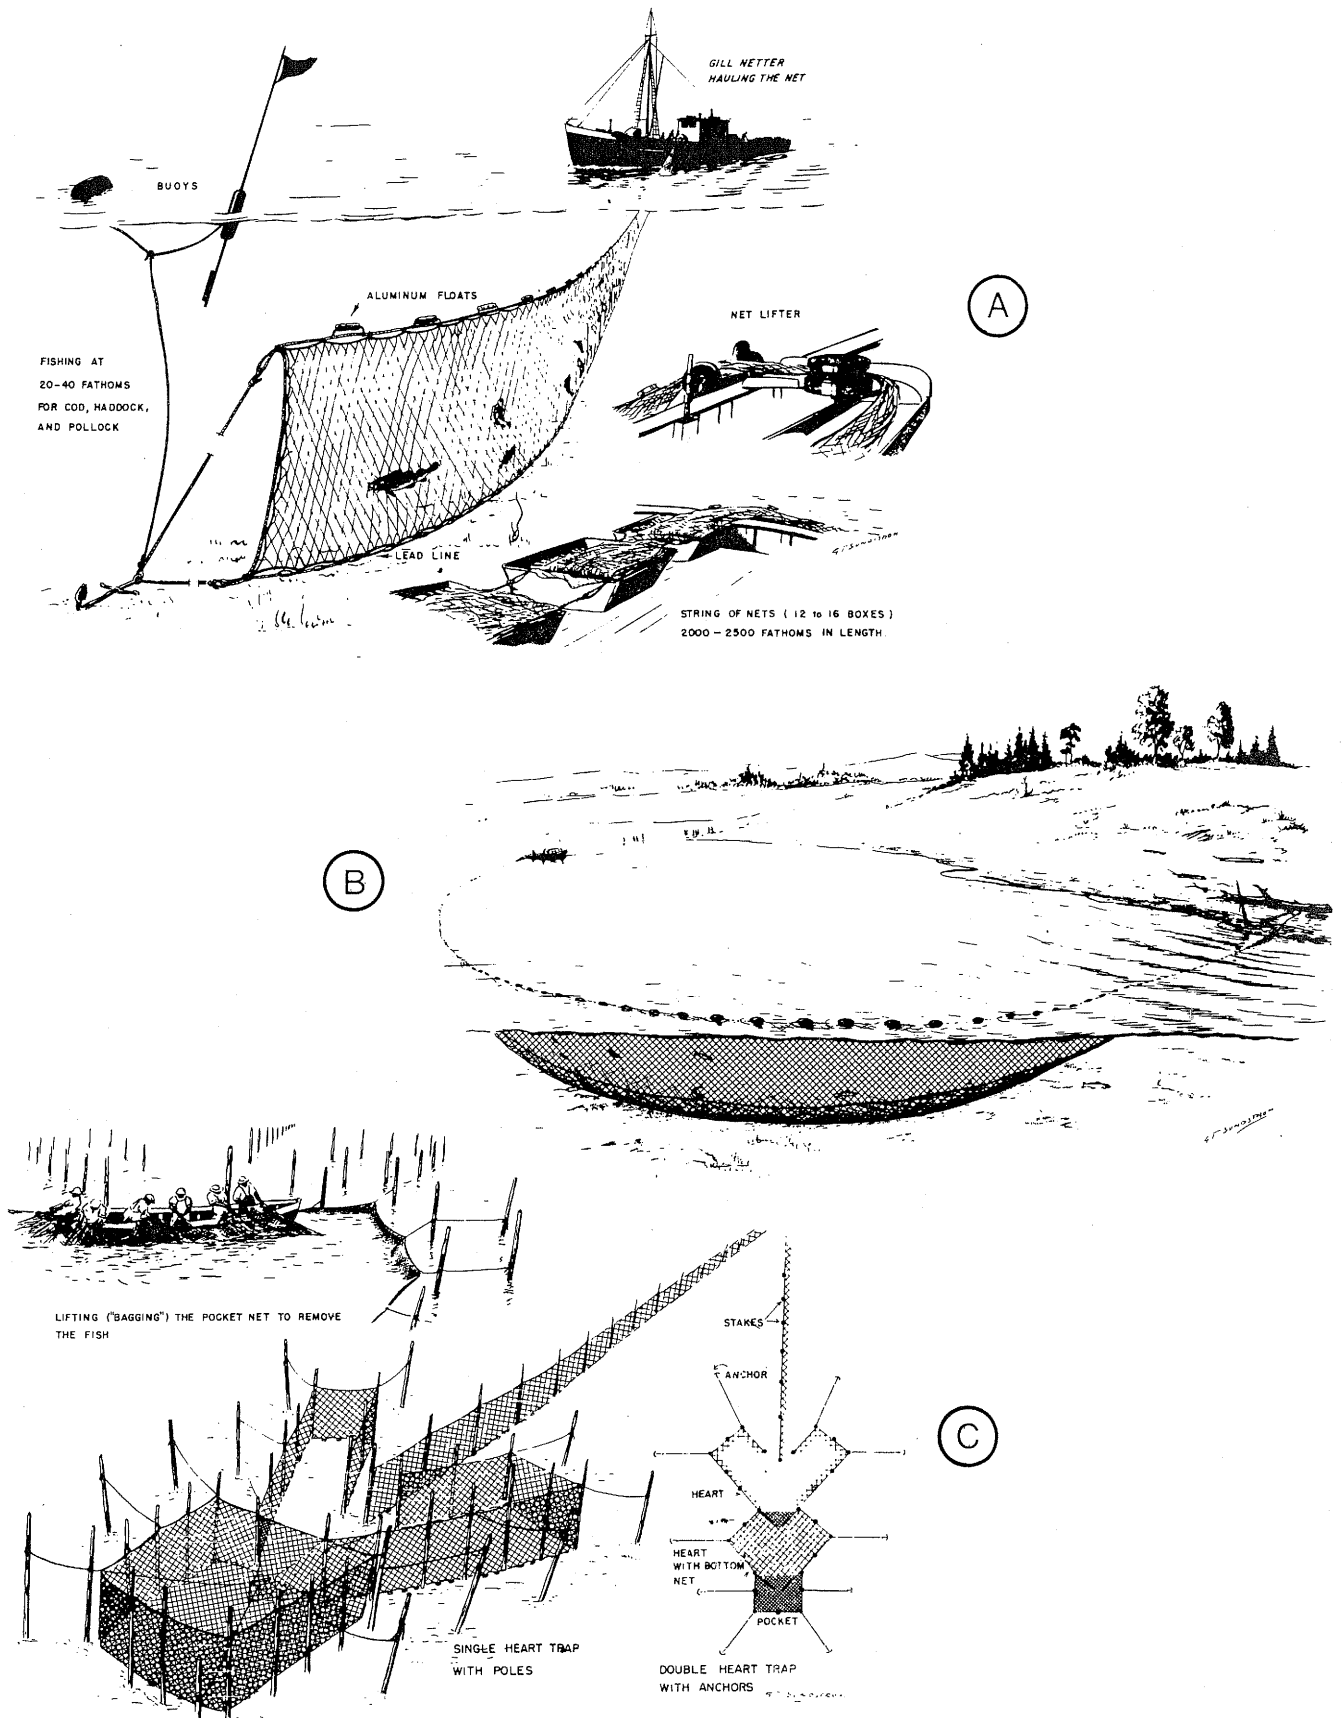 GILL NETTER
HAULING THE NET
BUOYS
ALUMINUM FLOATS
A
NET LIFTER
FISHING AT
20-40 FATHOMS
FOR COD, HADDOCK,
AND POLLOCK
LEAD LINE
STRING OF NETS ( 12 to 16 BOXES )
2000 - 2500 FATHOMS IN LENGTH.
B
LIFTING ("BAGGING") THE POCKET NET TO REMOVE
THE FISH
STAKES
ANCHOR
C
HEART
HEART
WITH BOTTOM
NET
POCKET
SINGLE HEART TRAP
WITH POLES
DOUBLE HEART TRAP
WITH ANCHORS